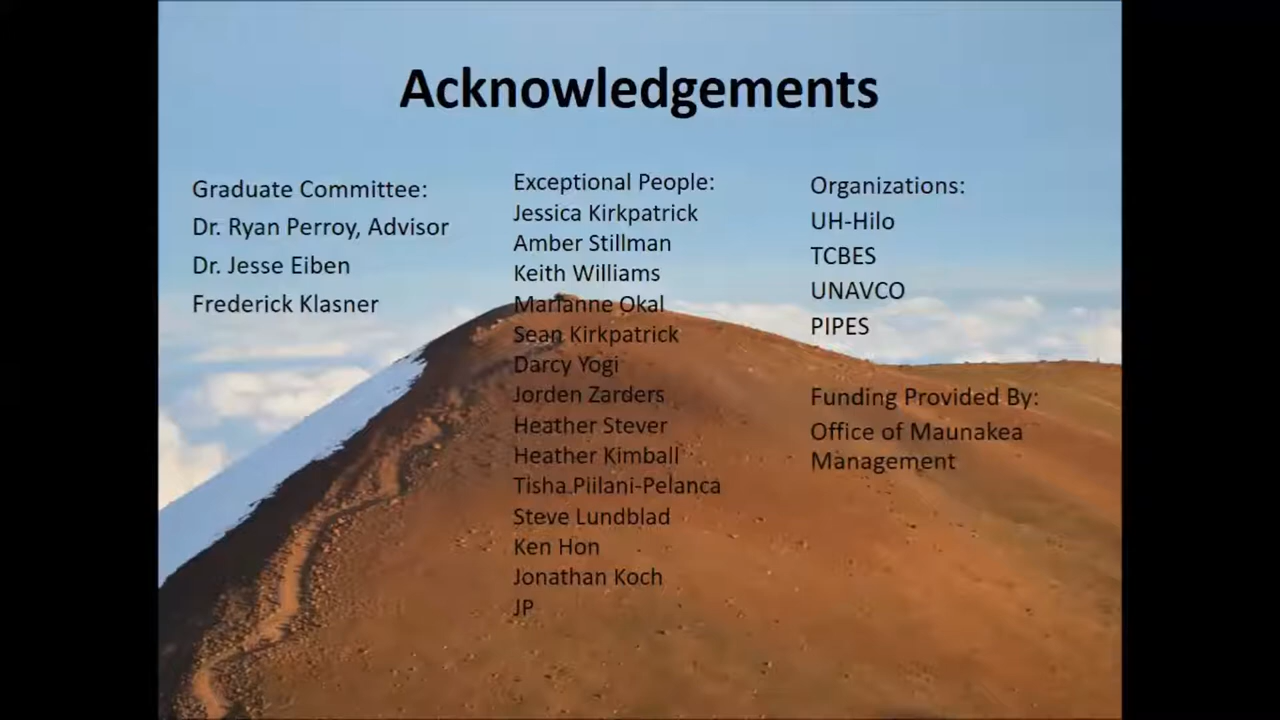 Acknowledgements
Graduate Committee:
Dr. Ryan Perroy, Advisor
Dr. Jesse Eiben
Frederick Klasner
Exceptional People:
Jessica Kirkpatrick
Amber Stillman
Keith Williams
Marianne Okal
Sean Kirkpatrick
Darcy Yogi
Jorden Zarders
Heather Stever
Heather Kimball
Tisha Piilani-Pelanca
Steve Lundblad
Ken Hon
Jonathan Koch
JP
Organizations:
UH-Hilo
TCBES
UNAVCO
PIPES
Funding Provided By:
Office of Maunakea
Management